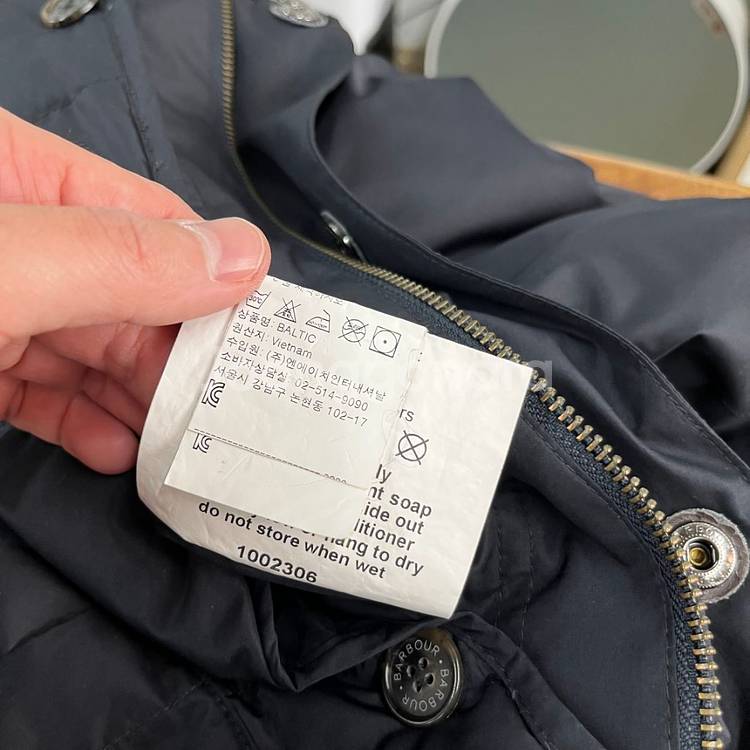 30℃
상품명: BALTIC
원산지: Vietnam
수입원: (주)엔에이치인터내셔날
소비자상담실: 02-514-9090
서울시 강남구 논현동 102-17
rs
ly
nt soap
ide out
ditioner
hang to dry
do not store when wet
1002306
BARBOUR · BARBOUR ·